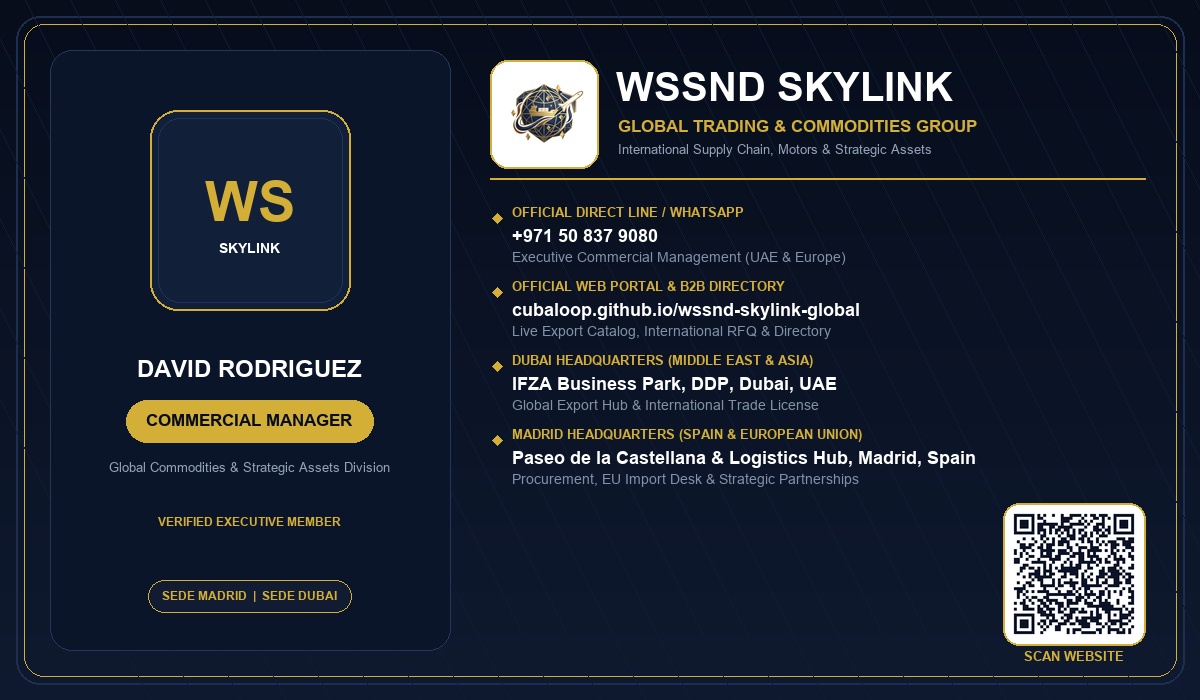 WS
SKYLINK
DAVID RODRIGUEZ
COMMERCIAL MANAGER
Global Commodities & Strategic Assets Division
VERIFIED EXECUTIVE MEMBER
SEDE MADRID | SEDE DUBAI
WSSND SKYLINK
GLOBAL TRADING & COMMODITIES GROUP
International Supply Chain, Motors & Strategic Assets
OFFICIAL DIRECT LINE / WHATSAPP
+971 50 837 9080
Executive Commercial Management (UAE & Europe)
OFFICIAL WEB PORTAL & B2B DIRECTORY
cubaloop.github.io/wssnd-skylink-global
Live Export Catalog, International RFQ & Directory
DUBAI HEADQUARTERS (MIDDLE EAST & ASIA)
IFZA Business Park, DDP, Dubai, UAE
Global Export Hub & International Trade License
MADRID HEADQUARTERS (SPAIN & EUROPEAN UNION)
Paseo de la Castellana & Logistics Hub, Madrid, Spain
Procurement, EU Import Desk & Strategic Partnerships
SCAN WEBSITE